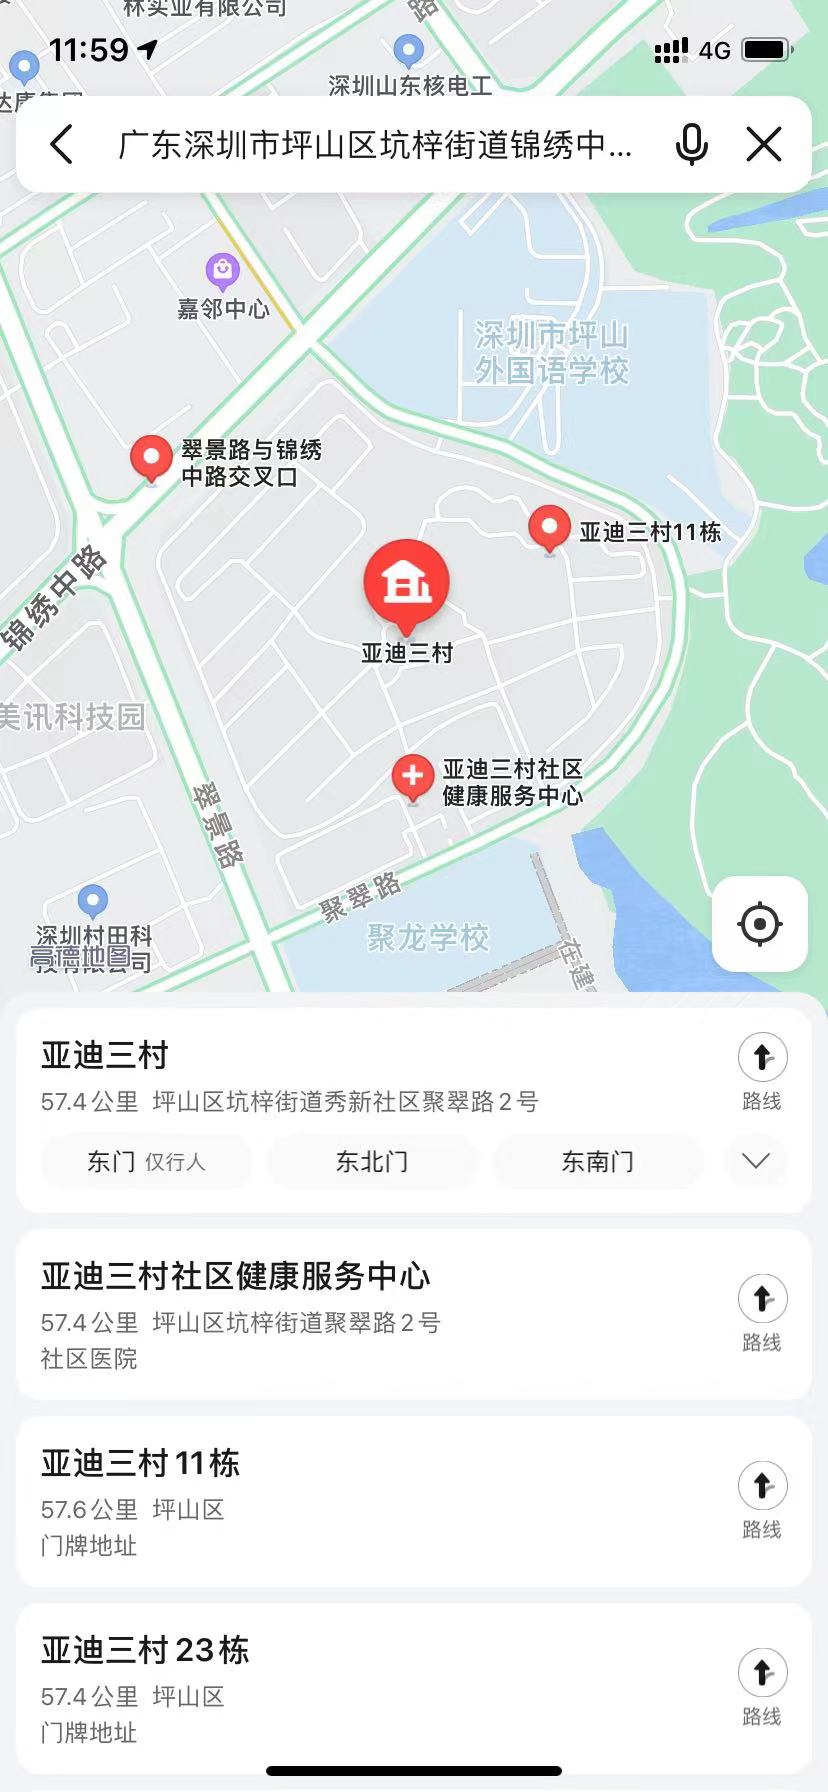 林实业有限公司
路
11:59
4G
深圳山东核电工
广东深圳市坪山区坑梓街道锦绣中...
嘉邻中心
深圳市坪山
外国语学校
翠景路与锦绣
中路交叉口
亚迪三村11栋
锦绣中路
亚迪三村
美讯科技园
亚迪三村社区
健康服务中心
翠景路
聚翠路
聚龙学校
在建
深圳村田科
技有限公司
高德地图
亚迪三村
57.4公里 坪山区坑梓街道秀新社区聚翠路2号
路线
东门 仅行人
东北门
东南门
亚迪三村社区健康服务中心
57.4公里 坪山区坑梓街道聚翠路2号
社区医院
路线
亚迪三村11栋
57.6公里 坪山区
门牌地址
路线
亚迪三村23栋
57.4公里 坪山区
门牌地址
路线